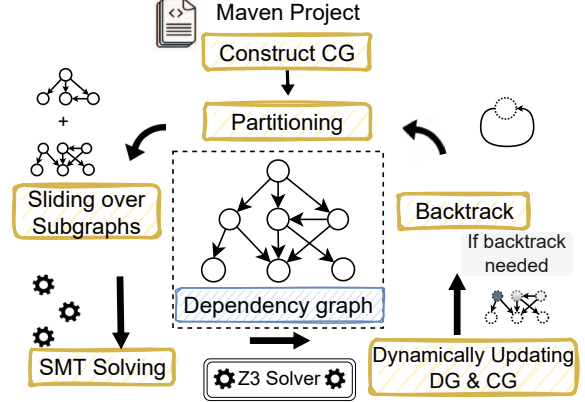 Maven Project
Construct CG
Partitioning
+
Sliding over
Subgraphs
Backtrack
If backtrack
needed
Dependency graph
SMT Solving
Z3 Solver
Dynamically Updating
DG & CG